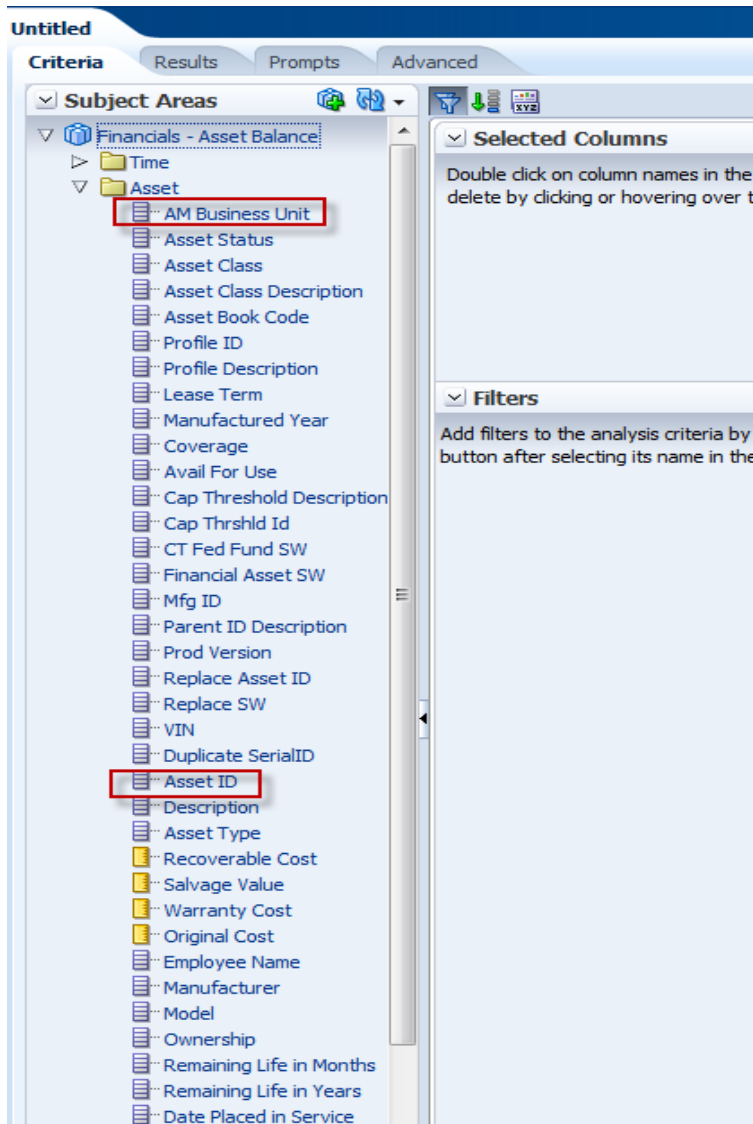 Untitled
Criteria Results Prompts Advanced
Subject Areas
Financials - Asset Balance
Time
Asset
AM Business Unit
Asset Status
Asset Class
Asset Class Description
Asset Book Code
Profile ID
Profile Description
Lease Term
Manufactured Year
Coverage
Avail For Use
Cap Threshold Description
Cap Thrshld Id
CT Fed Fund SW
Financial Asset SW
Mfg ID
Parent ID Description
Prod Version
Replace Asset ID
Replace SW
VIN
Duplicate SerialID
Asset ID
Description
Asset Type
Recoverable Cost
Salvage Value
Warranty Cost
Original Cost
Employee Name
Manufacturer
Model
Ownership
Remaining Life in Months
Remaining Life in Years
Date Placed in Service
XYZ
Selected Columns
Double click on column names in the
delete by clicking or hovering over t
Filters
Add filters to the analysis criteria by
button after selecting its name in the